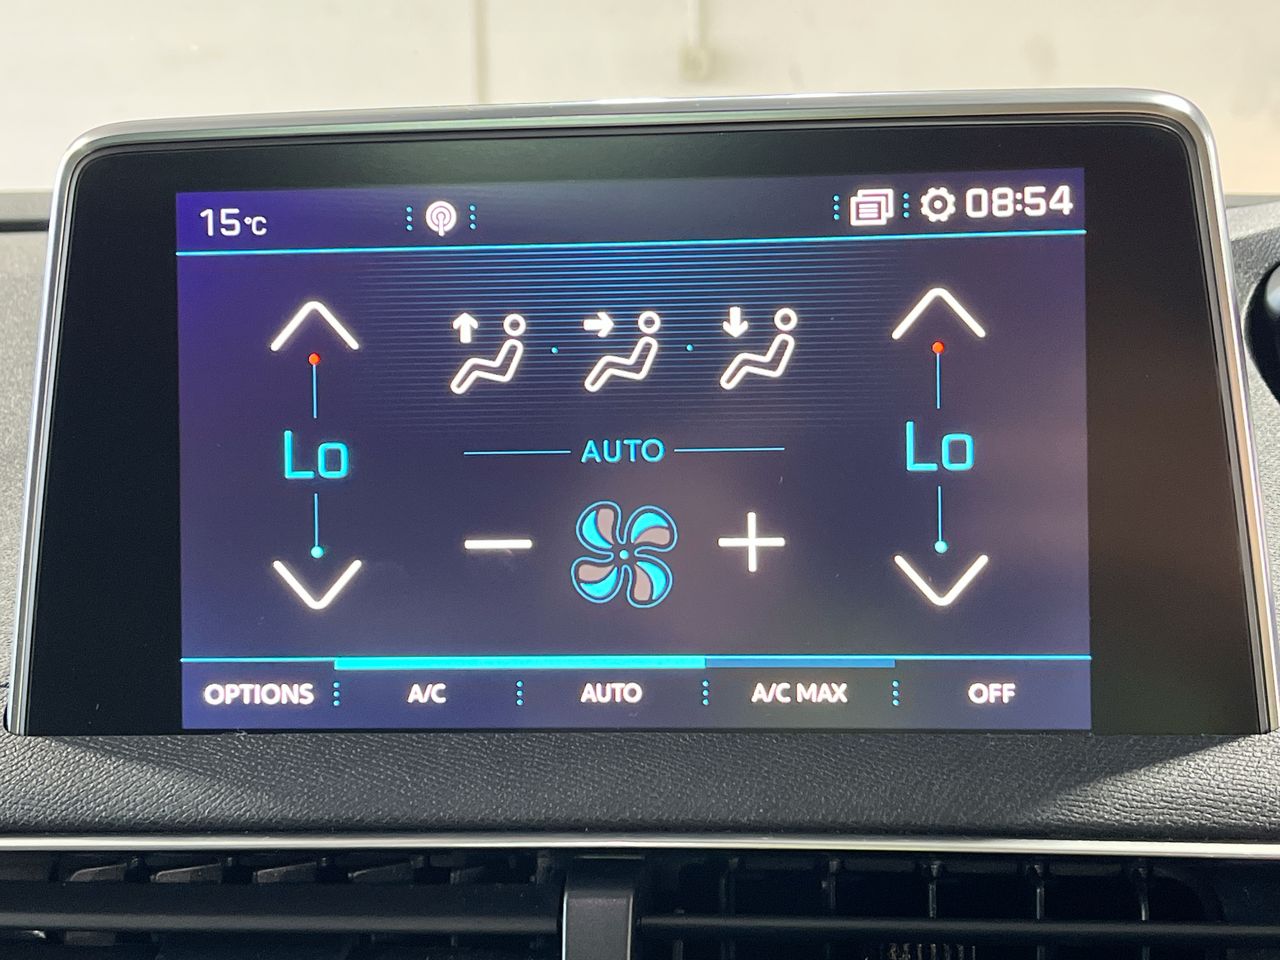 15°C 08:54
Lo Lo
AUTO
OPTIONS A/C AUTO A/C MAX OFF